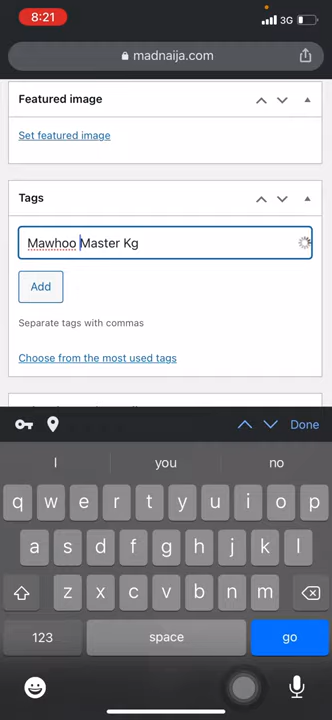 8:21
3G
madnaija.com
Featured image
Set featured image
Tags
Mawhoo Master Kg
Add
Separate tags with commas
Choose from the most used tags
Done
I you no
q w e r t y u i o p
a s d f g h j k l
z x c v b n m
123 space go